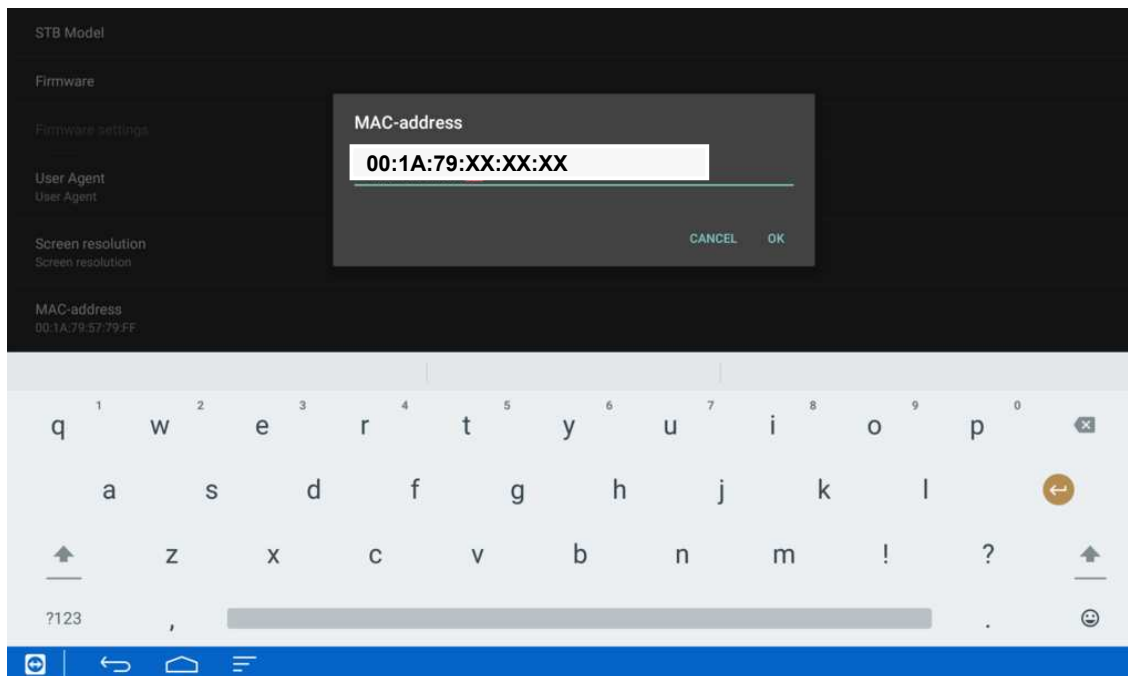 STB Model
Firmware
Firmware settings
User Agent
User Agent
Screen resolution
Screen resolution
MAC-address
00:1A:79:57:79:FF
MAC-address
00:1A:79:XX:XX:XX
CANCEL OK
1 2 3 4 5 6 7 8 9 0
q w e r t y u i o p
a s d f g h j k l
z x c v b n m ! ?
?123 , .